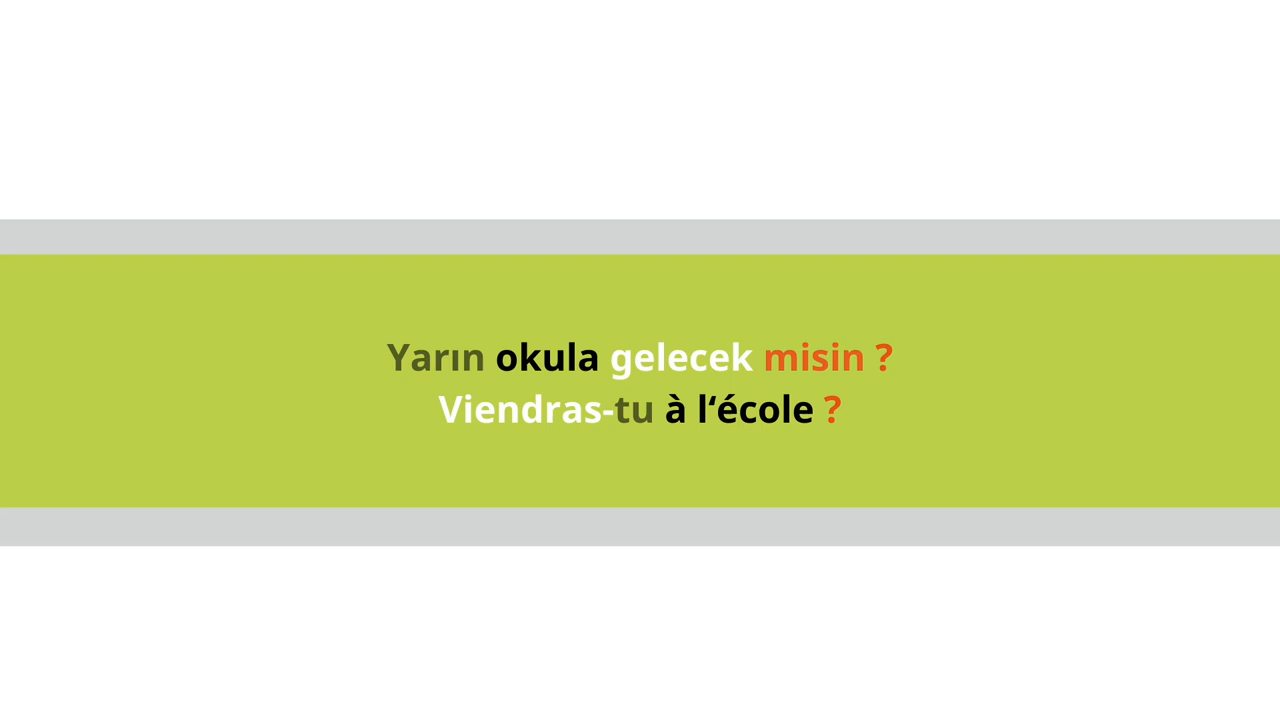 Yarın okula gelecek misin ?
Viendras-tu à l‘école ?